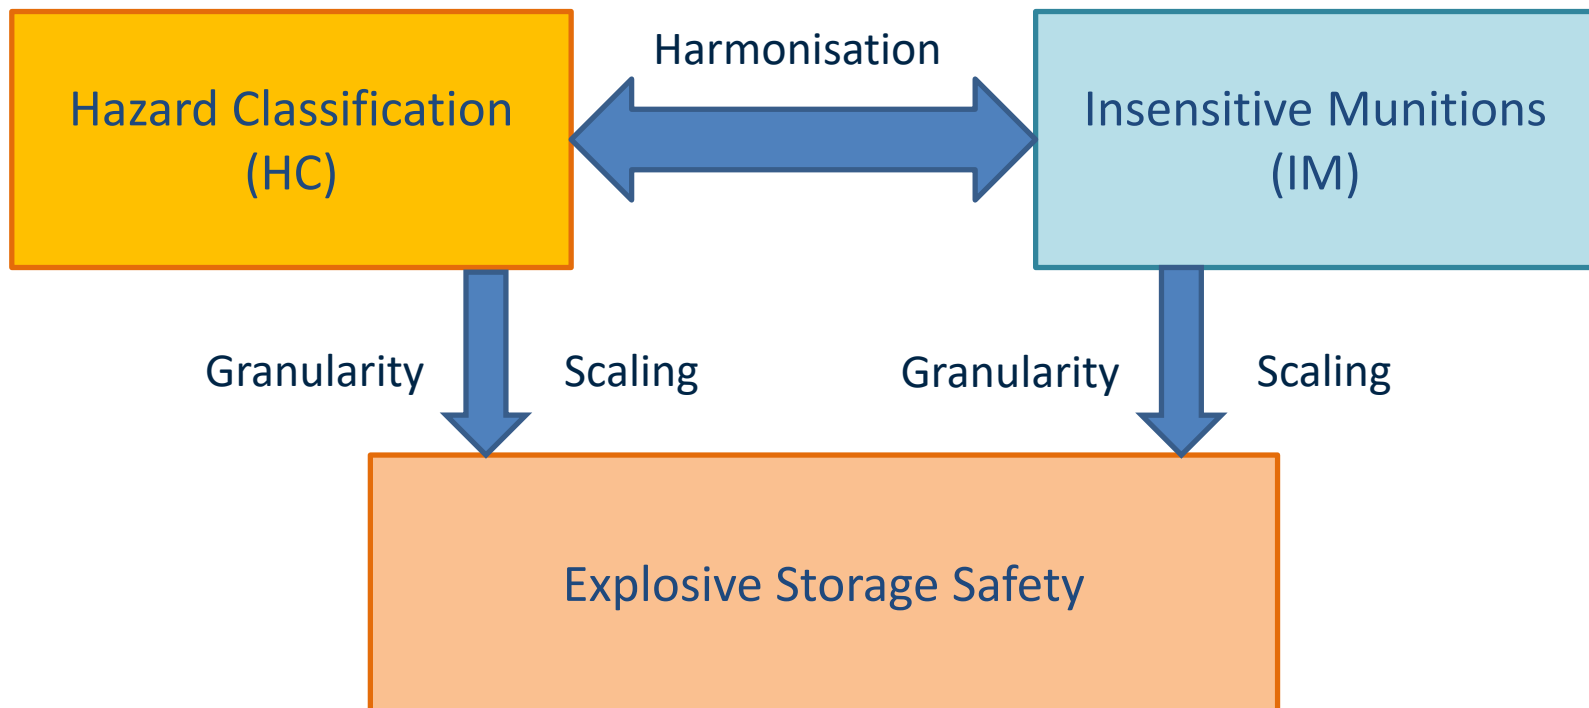 Harmonisation
Hazard Classification
(HC)
Insensitive Munitions
(IM)
Granularity
Scaling
Granularity
Scaling
Explosive Storage Safety